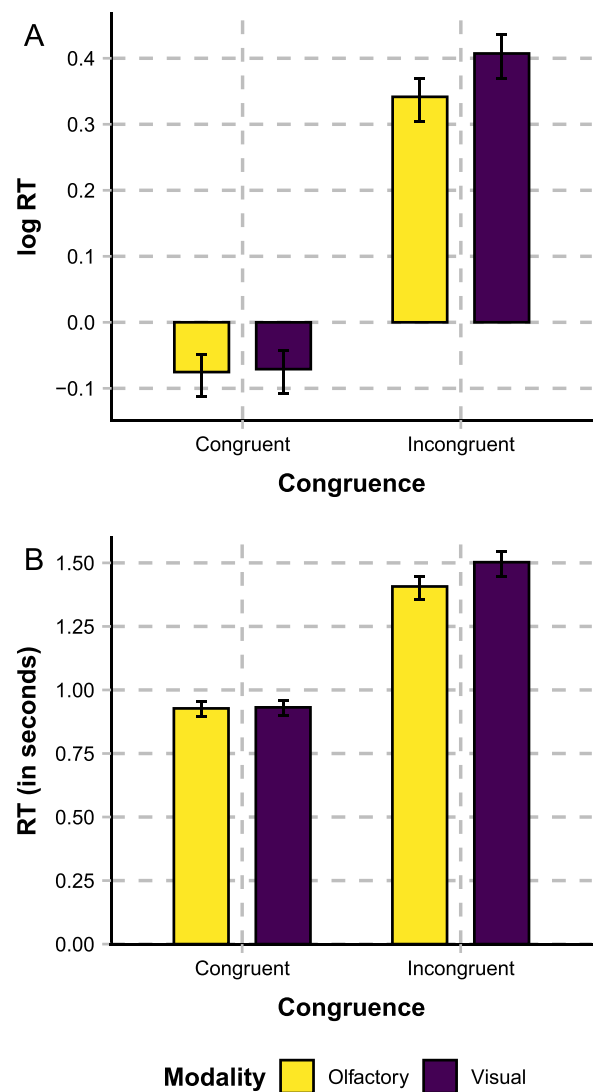 A
0.4
0.3
0.2
0.1
0.0
−0.1
log RT
Congruent Incongruent
Congruence
B
1.50
1.25
1.00
0.75
0.50
0.25
0.00
RT (in seconds)
Congruent Incongruent
Congruence
Modality Olfactory Visual